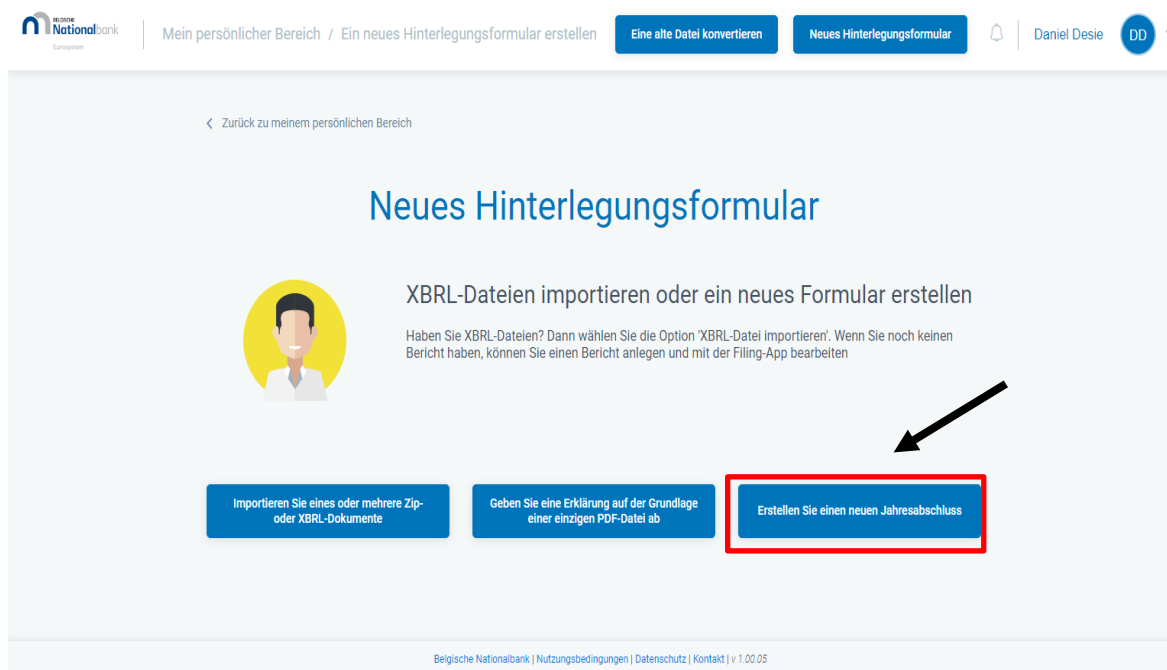 BELGISCHE
Nationalbank
Eurosystem
Mein persönlicher Bereich / Ein neues Hinterlegungsformular erstellen
Eine alte Datei konvertieren
Neues Hinterlegungsformular
Daniel Desie
DD
Zurück zu meinem persönlichen Bereich
Neues Hinterlegungsformular
XBRL-Dateien importieren oder ein neues Formular erstellen
Haben Sie XBRL-Dateien? Dann wählen Sie die Option 'XBRL-Datei importieren'. Wenn Sie noch keinen
Bericht haben, können Sie einen Bericht anlegen und mit der Filing-App bearbeiten
Importieren Sie eines oder mehrere Zip-
oder XBRL-Dokumente
Geben Sie eine Erklärung auf der Grundlage
einer einzigen PDF-Datei ab
Erstellen Sie einen neuen Jahresabschluss
Belgische Nationalbank | Nutzungsbedingungen | Datenschutz | Kontakt | v 1.00.05